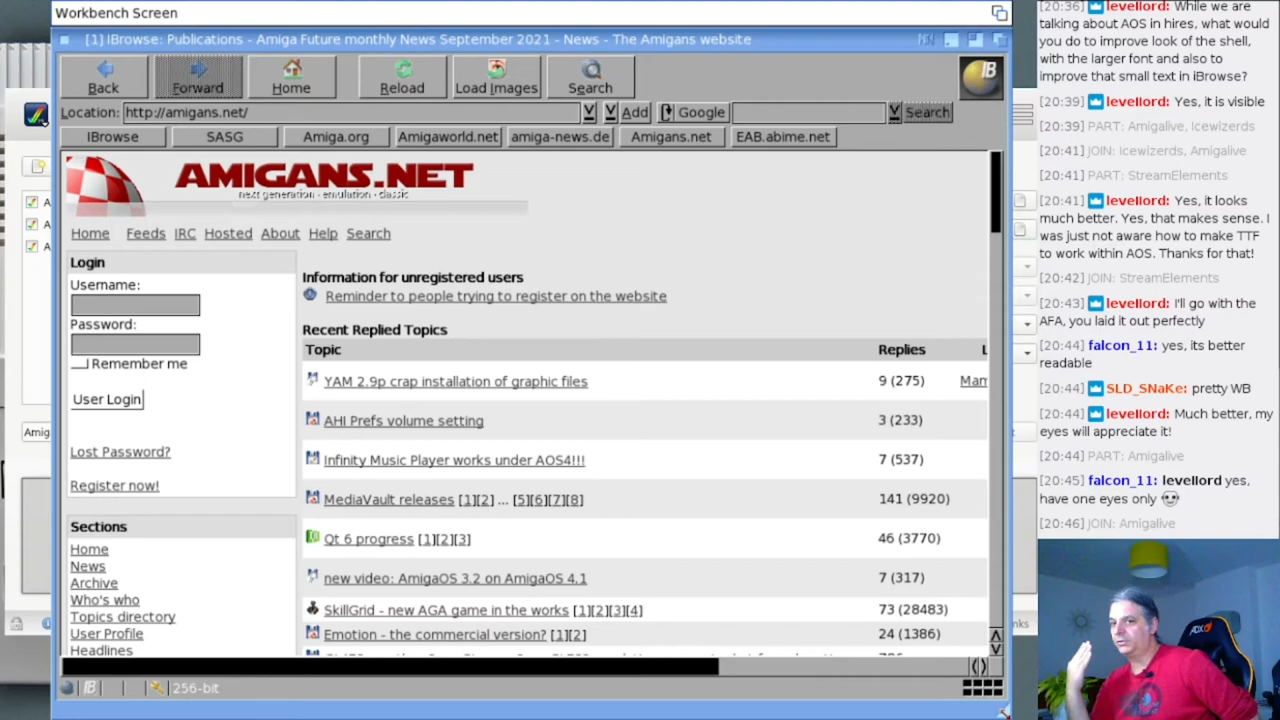 Workbench Screen
[1] IBrowse: Publications - Amiga Future monthly News September 2021 - News - The Amigans website
Back
Forward
Home
Reload
Load Images
Search
IB
Location: http://amigans.net/
Add
Google
Search
IBrowse
SASG
Amiga.org
Amigaworld.net
amiga-news.de
Amigans.net
EAB.abime.net
AMIGANS.NET
next generation · emulation · classic
Home Feeds IRC Hosted About Help Search
Login
Username:
Password:
Remember me
User Login
Lost Password?
Register now!
Sections
Home
News
Archive
Who's who
Topics directory
User Profile
Headlines
Information for unregistered users
Reminder to people trying to register on the website
Recent Replied Topics
Topic Replies L
YAM 2.9p crap installation of graphic files 9 (275) Mam
AHI Prefs volume setting 3 (233)
Infinity Music Player works under AOS4!!! 7 (537)
MediaVault releases [1][2] ... [5][6][7][8] 141 (9920)
Qt 6 progress [1][2][3] 46 (3770)
new video: AmigaOS 3.2 on AmigaOS 4.1 7 (317)
SkillGrid - new AGA game in the works [1][2][3][4] 73 (28483)
Emotion - the commercial version? [1][2] 24 (1386)
IB
256-bit
A
A
A
Amig
nks
[20:36] levellord: While we are
talking about AOS in hires, what would
you do to improve look of the shell,
with the larger font and also to
improve that small text in iBrowse?
[20:39] levellord: Yes, it is visible
[20:39] PART: Amigalive, Icewizerds
[20:41] JOIN: Icewizerds, Amigalive
[20:41] PART: StreamElements
[20:41] levellord: Yes, it looks
much better. Yes, that makes sense. I
was just not aware how to make TTF
to work within AOS. Thanks for that!
[20:42] JOIN: StreamElements
[20:43] levellord: I'll go with the
AFA, you laid it out perfectly
[20:44] falcon_11: yes, its better
readable
[20:44] SLD_SNaKe: pretty WB
[20:44] levellord: Much better, my
eyes will appreciate it!
[20:44] PART: Amigalive
[20:45] falcon_11: levellord yes,
have one eyes only
[20:46] JOIN: Amigalive